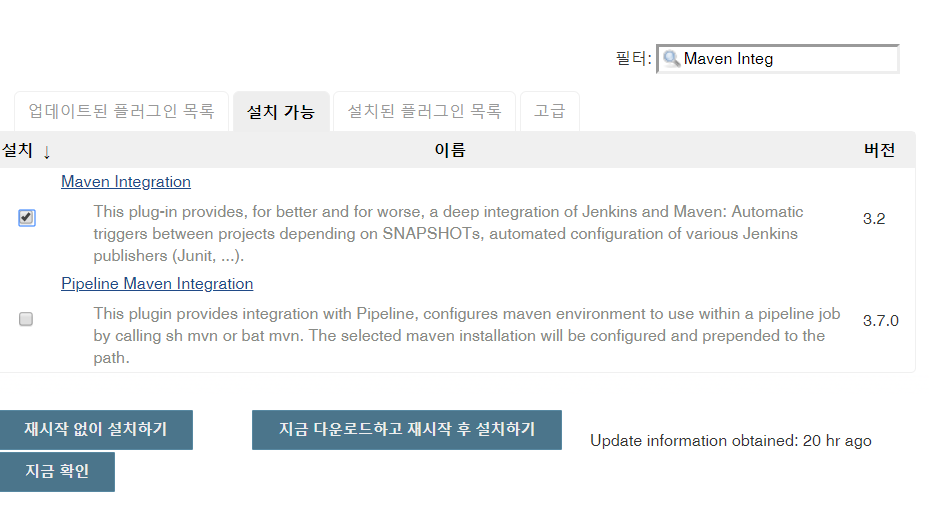 필터: Maven Integ
업데이트된 플러그인 목록 설치 가능 설치된 플러그인 목록 고급
설치 ↓ 이름 버전
Maven Integration
This plug-in provides, for better and for worse, a deep integration of Jenkins and Maven: Automatic
triggers between projects depending on SNAPSHOTs, automated configuration of various Jenkins
publishers (Junit, ...).
3.2
Pipeline Maven Integration
This plugin provides integration with Pipeline, configures maven environment to use within a pipeline job
by calling sh mvn or bat mvn. The selected maven installation will be configured and prepended to the
path.
3.7.0
재시작 없이 설치하기 지금 다운로드하고 재시작 후 설치하기 Update information obtained: 20 hr ago
지금 확인